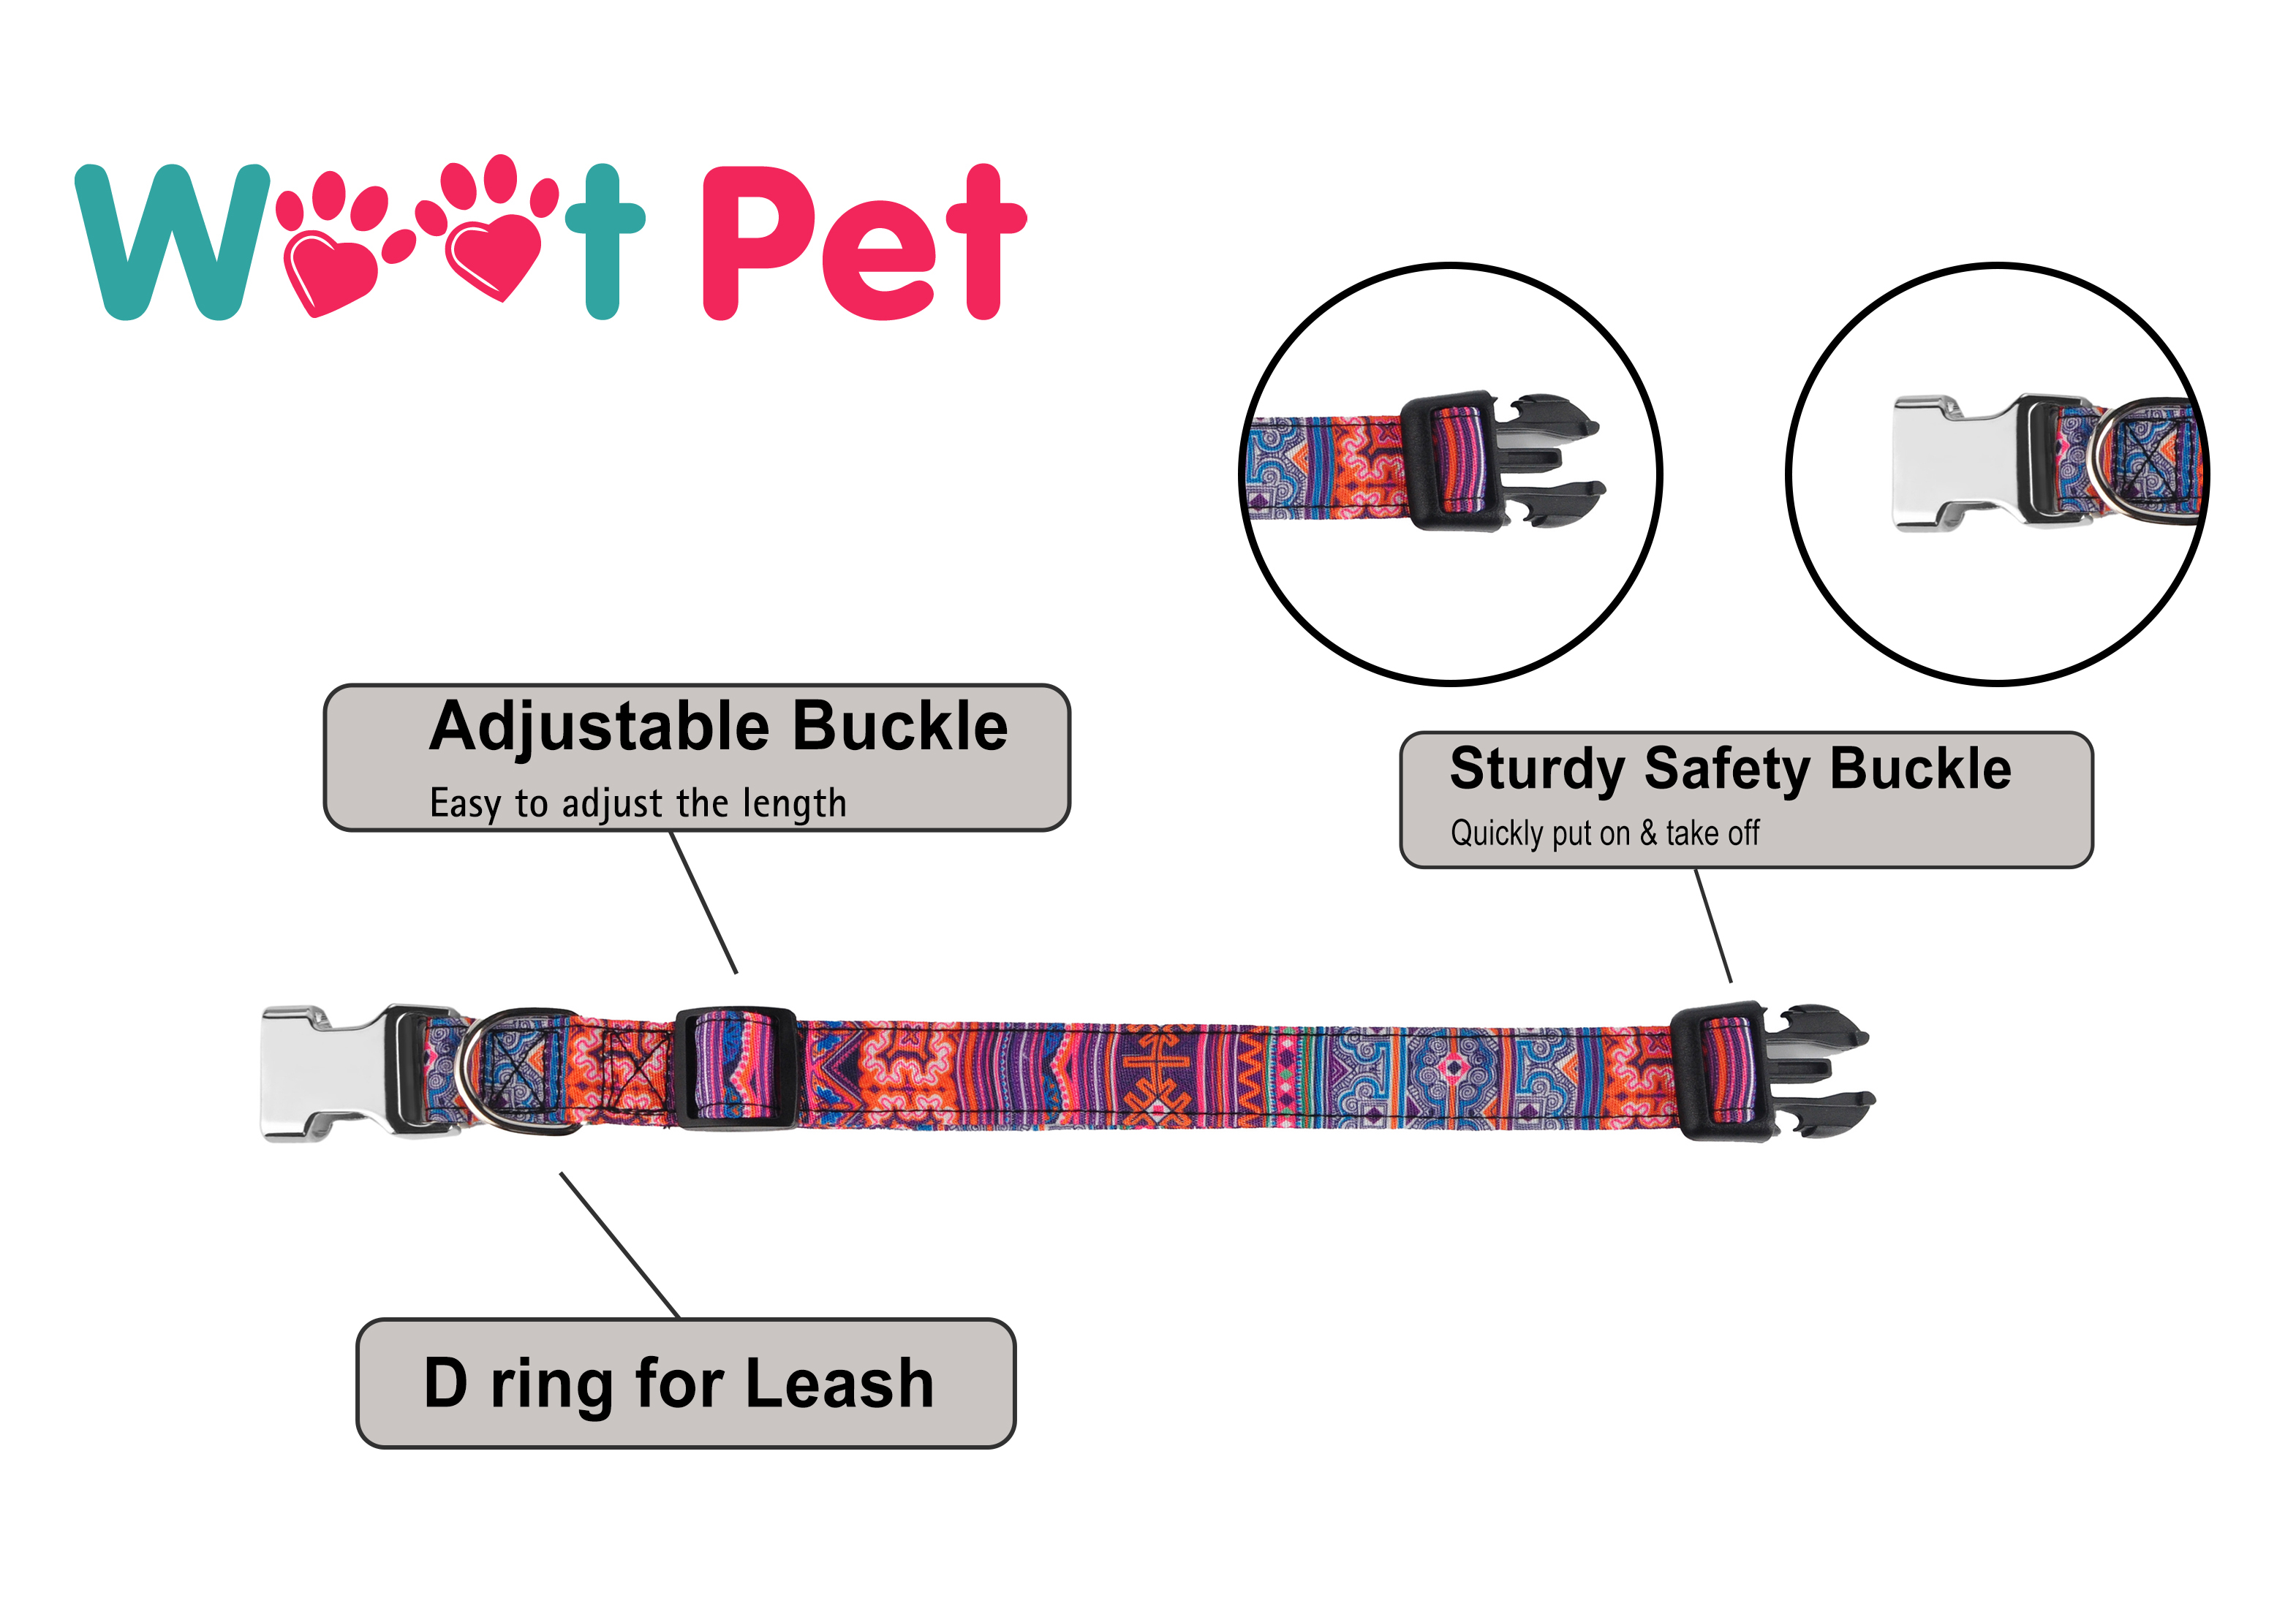 Woot Pet
Adjustable Buckle
Easy to adjust the length
Sturdy Safety Buckle
Quickly put on & take off
D ring for Leash